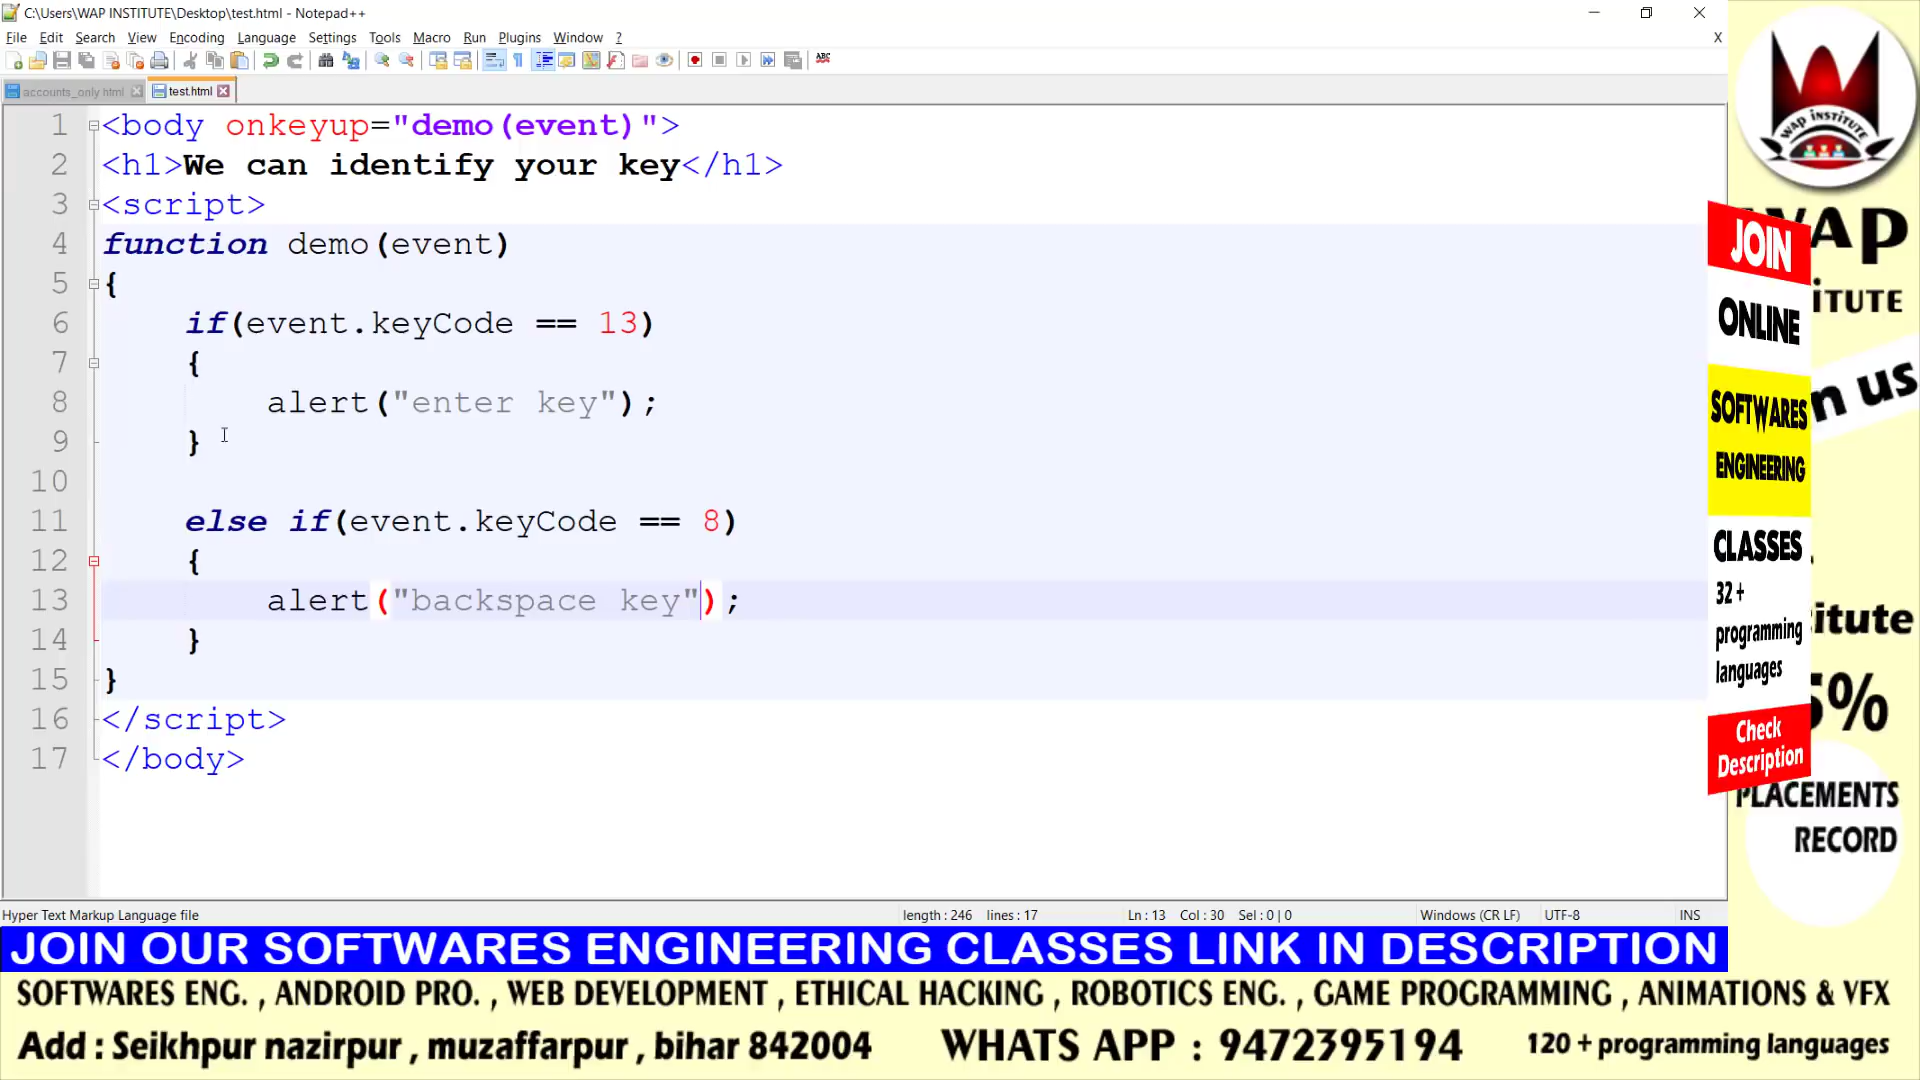 C:\Users\WAP INSTITUTE\Desktop\test.html - Notepad++
File Edit Search View Encoding Language Settings Tools Macro Run Plugins Window ? X
accounts_only html test.html
1 <body onkeyup="demo(event)">
2 <h1>We can identify your key</h1>
3 <script>
4 function demo(event)
5 {
6 if(event.keyCode == 13)
7 {
8 alert("enter key");
9 }
10
11 else if(event.keyCode == 8)
12 {
13 alert("backspace key");
14 }
15 }
16 </script>
17 </body>
Hyper Text Markup Language file length : 246 lines : 17 Ln : 13 Col : 30 Sel : 0 | 0 Windows (CR LF) UTF-8 INS
WAP INSTITUTE
JOIN
ONLINE
SOFTWARES
ENGINEERING
CLASSES
32 +
programming
languages
Check
Description
PLACEMENTS
RECORD
JOIN OUR SOFTWARES ENGINEERING CLASSES LINK IN DESCRIPTION
SOFTWARES ENG. , ANDROID PRO. , WEB DEVELOPMENT , ETHICAL HACKING , ROBOTICS ENG. , GAME PROGRAMMING , ANIMATIONS & VFX
Add : Seikhpur nazirpur , muzaffarpur , bihar 842004 WHATS APP : 9472395194 120 + programming languages